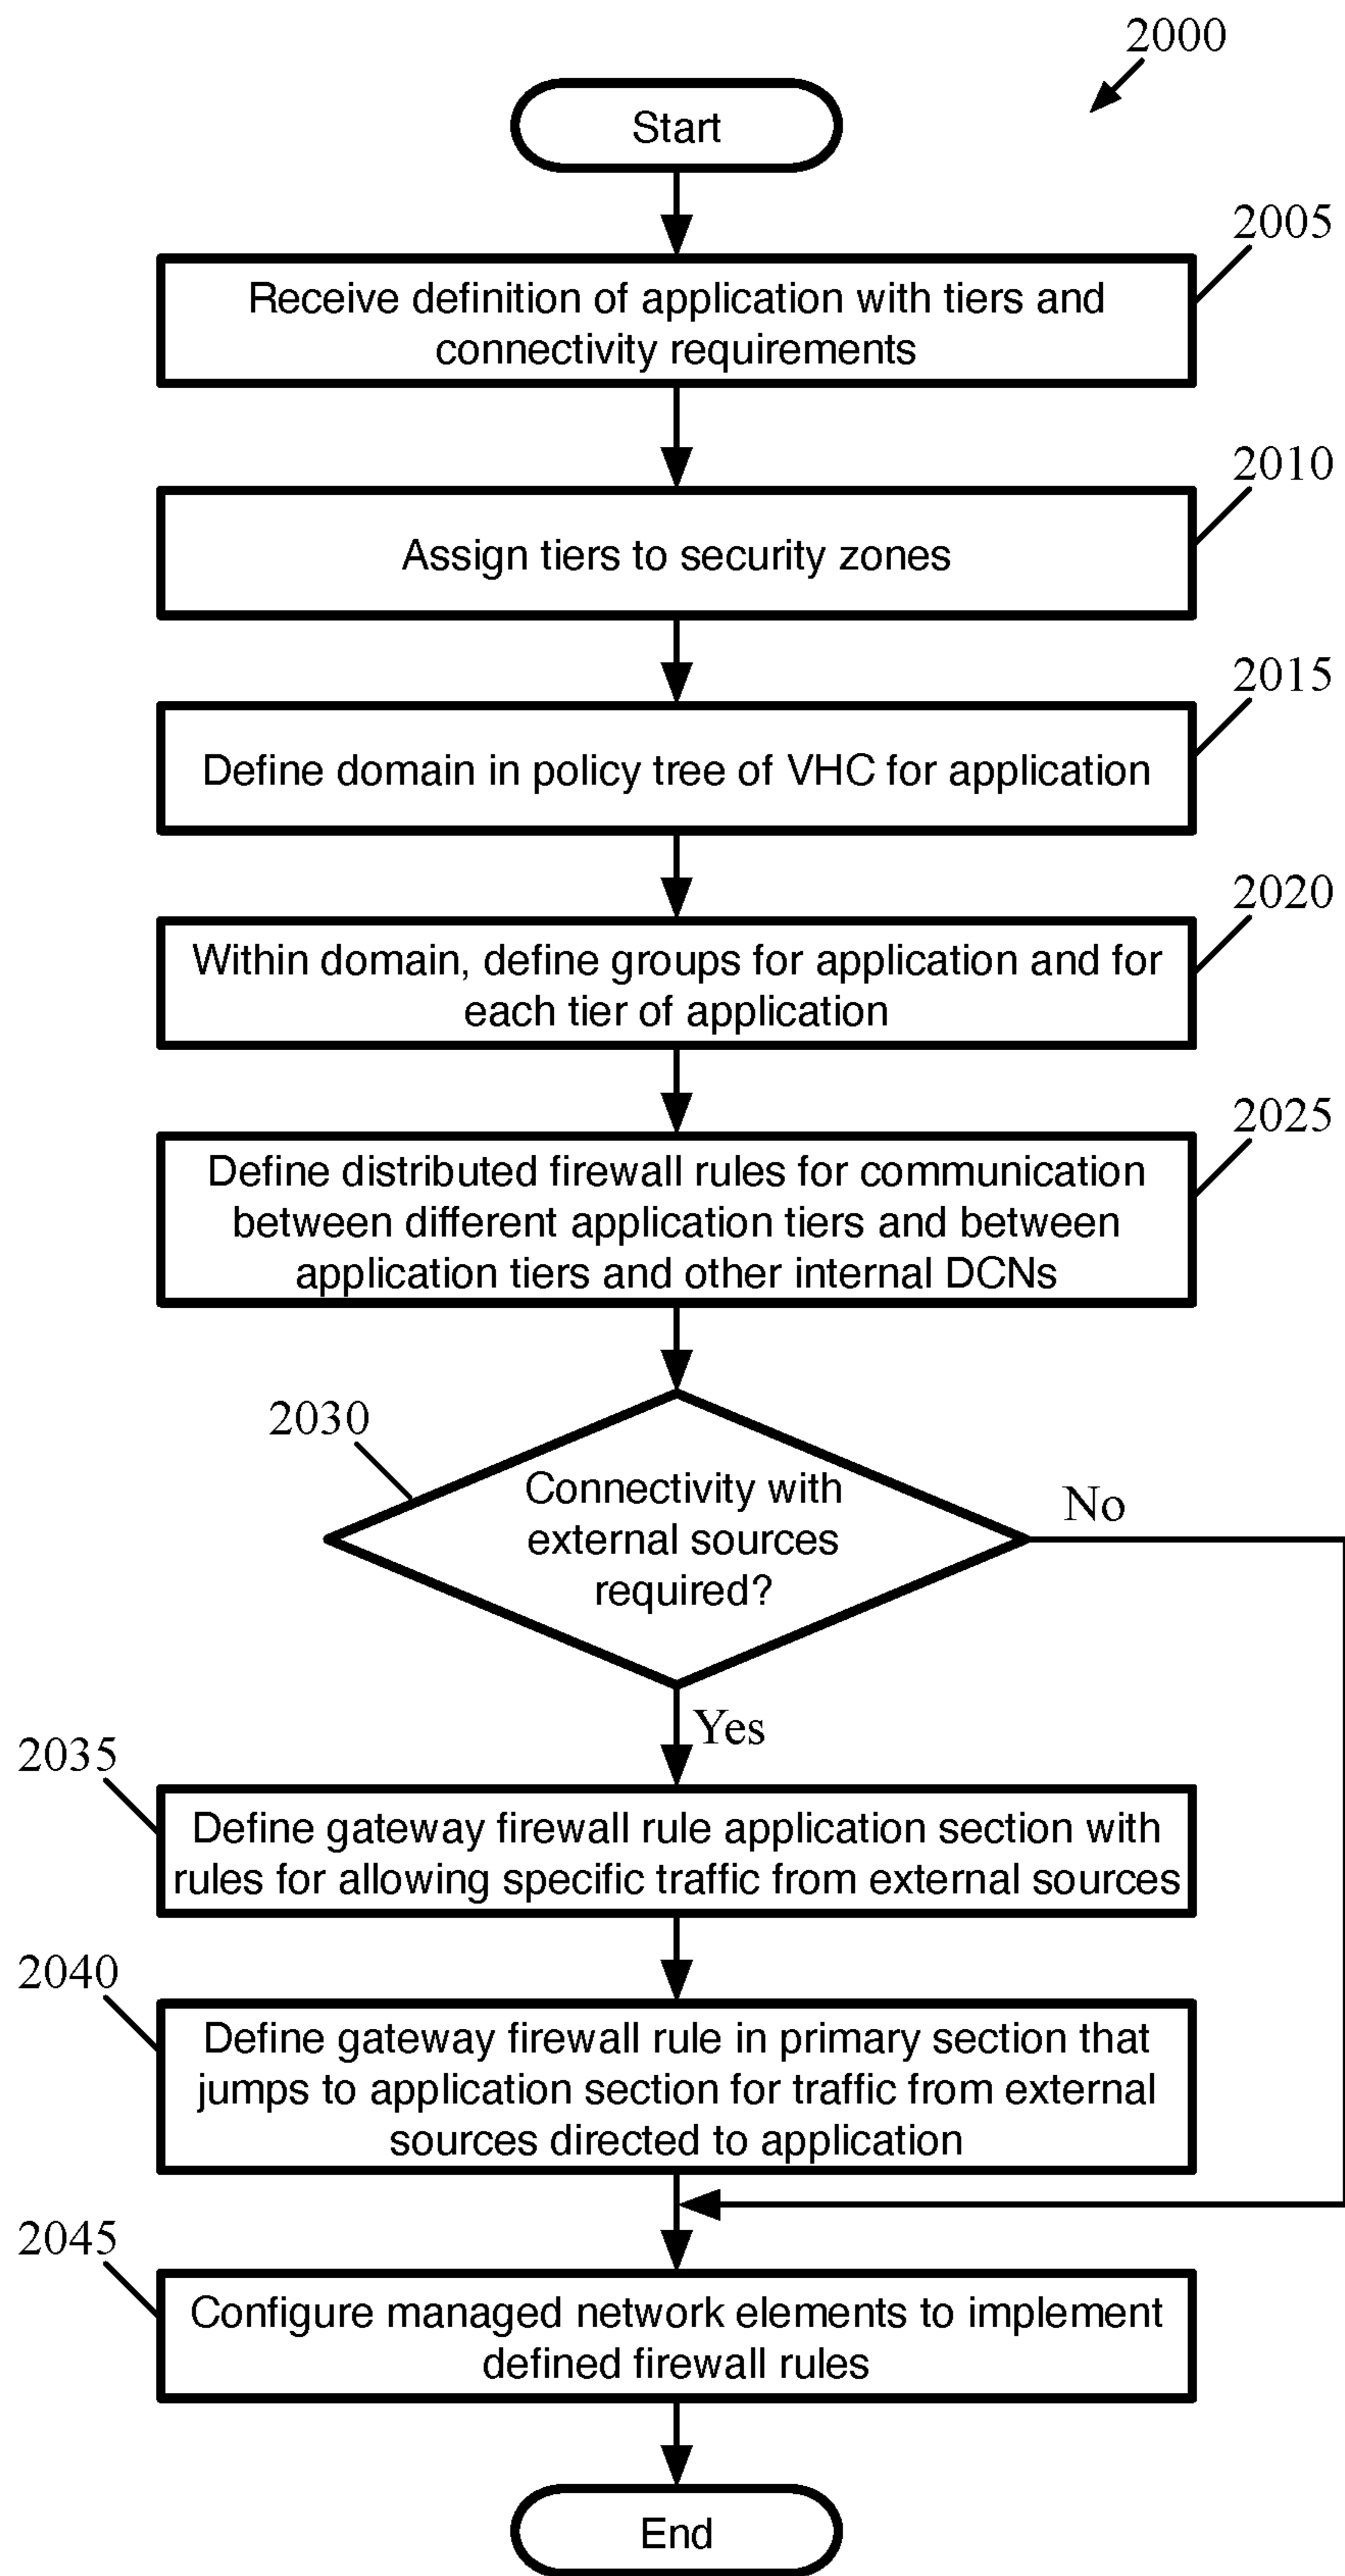 2000
Start
2005
Receive definition of application with tiers and
connectivity requirements
2010
Assign tiers to security zones
2015
Define domain in policy tree of VHC for application
2020
Within domain, define groups for application and for
each tier of application
2025
Define distributed firewall rules for communication
between different application tiers and between
application tiers and other internal DCNs
2030
Connectivity with
external sources
required?
No
Yes
2035
Define gateway firewall rule application section with
rules for allowing specific traffic from external sources
2040
Define gateway firewall rule in primary section that
jumps to application section for traffic from external
sources directed to application
2045
Configure managed network elements to implement
defined firewall rules
End